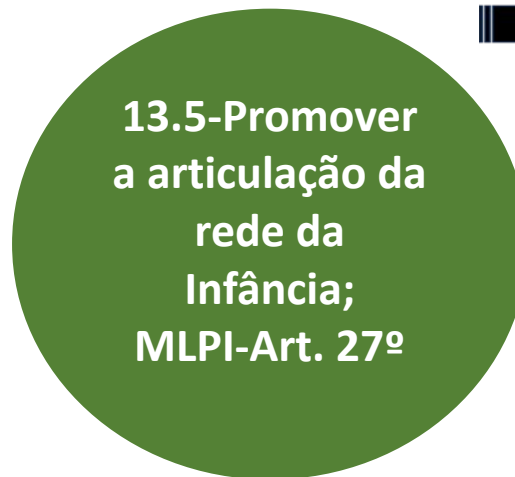 13.5-Promover
a articulação da
rede da
Infância;
MLPI-Art. 27º